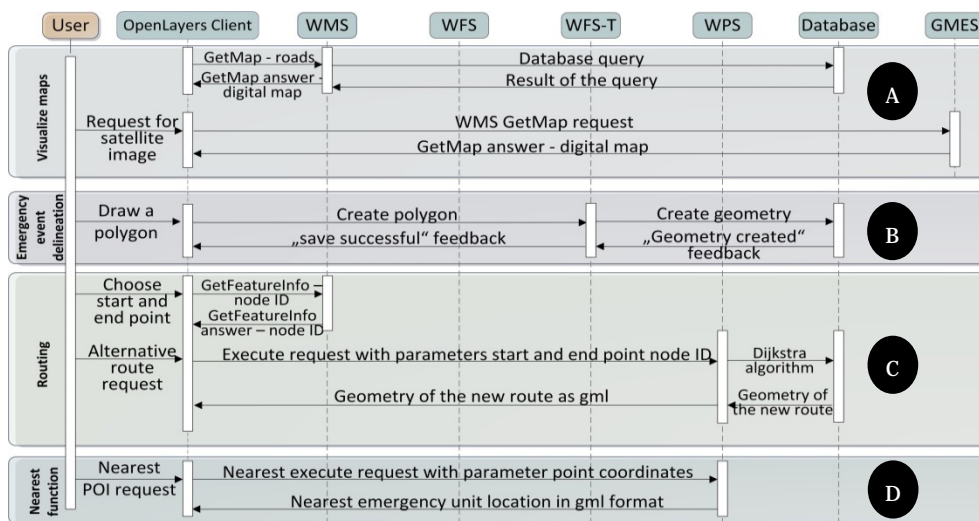 User
OpenLayers Client
WMS
WFS
WFS-T
WPS
Database
GMES
Visualize maps
GetMap - roads
Database query
GetMap answer -
digital map
Result of the query
A
Request for
satellite
image
WMS GetMap request
GetMap answer - digital map
Emergency
event
delineation
Draw a
polygon
Create polygon
Create geometry
„save successful“ feedback
„Geometry created“
feedback
B
Routing
Choose
start and
end point
GetFeatureInfo –
node ID
GetFeatureInfo
answer – node ID
Alternative
route
request
Execute request with parameters start and end point node ID
Dijkstra
algorithm
C
Geometry of the new route as gml
Geometry of
the new route
Nearest
function
Nearest
POI request
Nearest execute request with parameter point coordinates
Nearest emergency unit location in gml format
D